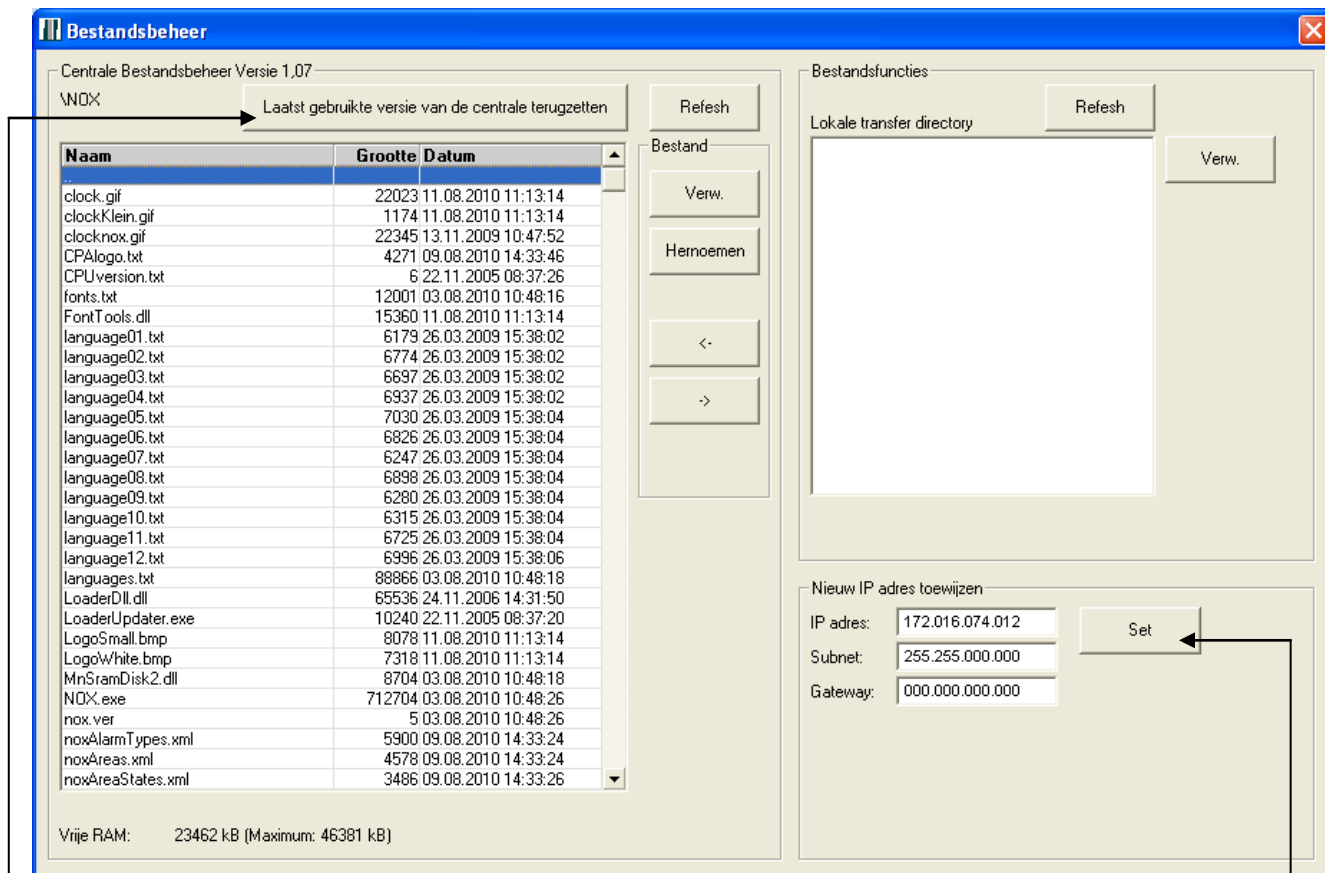 Bestandsbeheer
Centrale Bestandsbeheer Versie 1,07
\NOX
Laatst gebruikte versie van de centrale terugzetten
Refesh
Naam Grootte Datum
..
clock.gif 22023 11.08.2010 11:13:14
clockKlein.gif 1174 11.08.2010 11:13:14
clocknox.gif 22345 13.11.2009 10:47:52
CPAlogo.txt 4271 09.08.2010 14:33:46
CPUversion.txt 6 22.11.2005 08:37:26
fonts.txt 12001 03.08.2010 10:48:16
FontTools.dll 15360 11.08.2010 11:13:14
language01.txt 6179 26.03.2009 15:38:02
language02.txt 6774 26.03.2009 15:38:02
language03.txt 6697 26.03.2009 15:38:02
language04.txt 6937 26.03.2009 15:38:02
language05.txt 7030 26.03.2009 15:38:04
language06.txt 6826 26.03.2009 15:38:04
language07.txt 6247 26.03.2009 15:38:04
language08.txt 6898 26.03.2009 15:38:04
language09.txt 6280 26.03.2009 15:38:04
language10.txt 6315 26.03.2009 15:38:04
language11.txt 6725 26.03.2009 15:38:04
language12.txt 6996 26.03.2009 15:38:06
languages.txt 88866 03.08.2010 10:48:18
LoaderDll.dll 65536 24.11.2006 14:31:50
LoaderUpdater.exe 10240 22.11.2005 08:37:20
LogoSmall.bmp 8078 11.08.2010 11:13:14
LogoWhite.bmp 7318 11.08.2010 11:13:14
MnSramDisk2.dll 8704 03.08.2010 10:48:18
NOX.exe 712704 03.08.2010 10:48:26
nox.ver 5 03.08.2010 10:48:26
noxAlarmTypes.xml 5900 09.08.2010 14:33:24
noxAreas.xml 4578 09.08.2010 14:33:24
noxAreaStates.xml 3486 09.08.2010 14:33:26
Vrije RAM: 23462 kB (Maximum: 46381 kB)
Bestand
Verw.
Hernoemen
<-
->
Bestandsfuncties
Lokale transfer directory
Refesh
Verw.
Nieuw IP adres toewijzen
IP adres: 172.016.074.012
Set
Subnet: 255.255.000.000
Gateway: 000.000.000.000